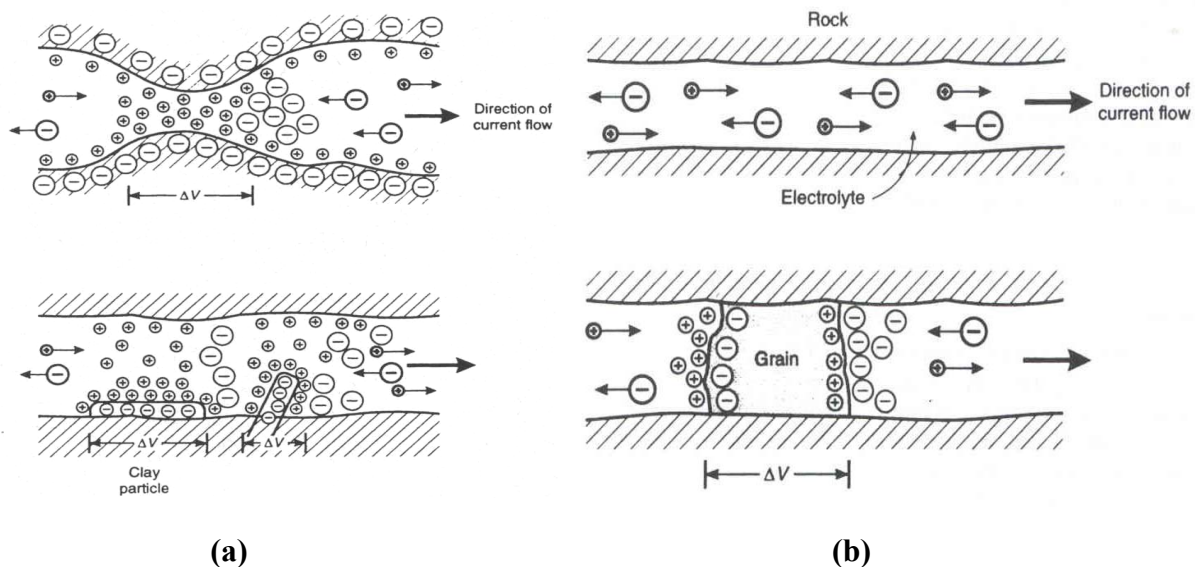 Direction of
current flow
ΔV
ΔV
ΔV
Clay
particle
(a)
Rock
Direction of
current flow
Electrolyte
Grain
ΔV
(b)